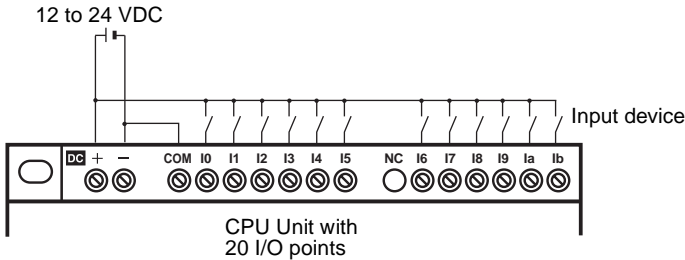 12 to 24 VDC
Input device
DC + − COM I0 I1 I2 I3 I4 I5 NC I6 I7 I8 I9 Ia Ib
CPU Unit with
20 I/O points